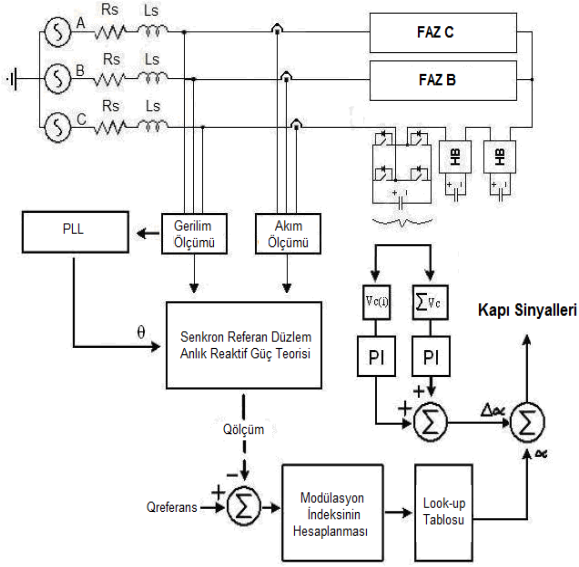 Rs Ls
A
FAZ C
Rs Ls
B
FAZ B
Rs Ls
C
HB
HB
+ -
+ -
+ -
PLL
Gerilim
Ölçümü
Akım
Ölçümü
θ
Senkron Referan Düzlem
Anlık Reaktif Güç Teorisi
Vc(i)
∑Vc
PI
PI
Kapı Sinyalleri
+
+
Σ
Δ∝
Σ
∝
Qölçüm
-
+
Qreferans
Σ
Modülasyon
İndeksinin
Hesaplanması
Look-up
Tablosu